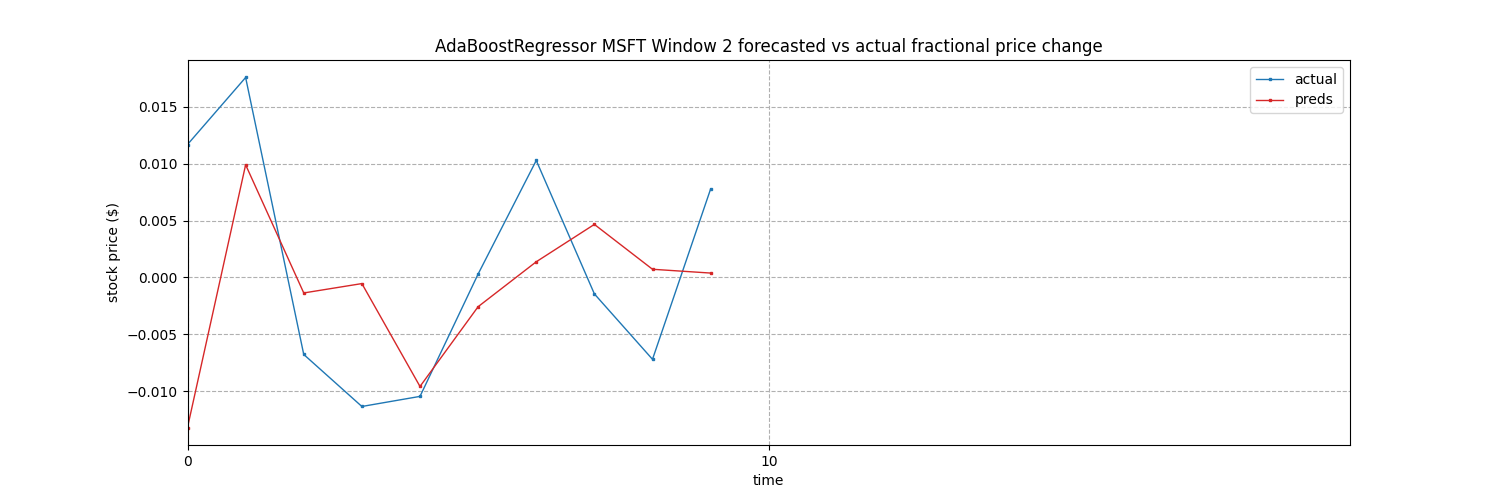 AdaBoostRegressor MSFT Window 2 forecasted vs actual fractional price change
actual
preds
stock price ($)
0.015
0.010
0.005
0.000
−0.005
−0.010
0
10
time